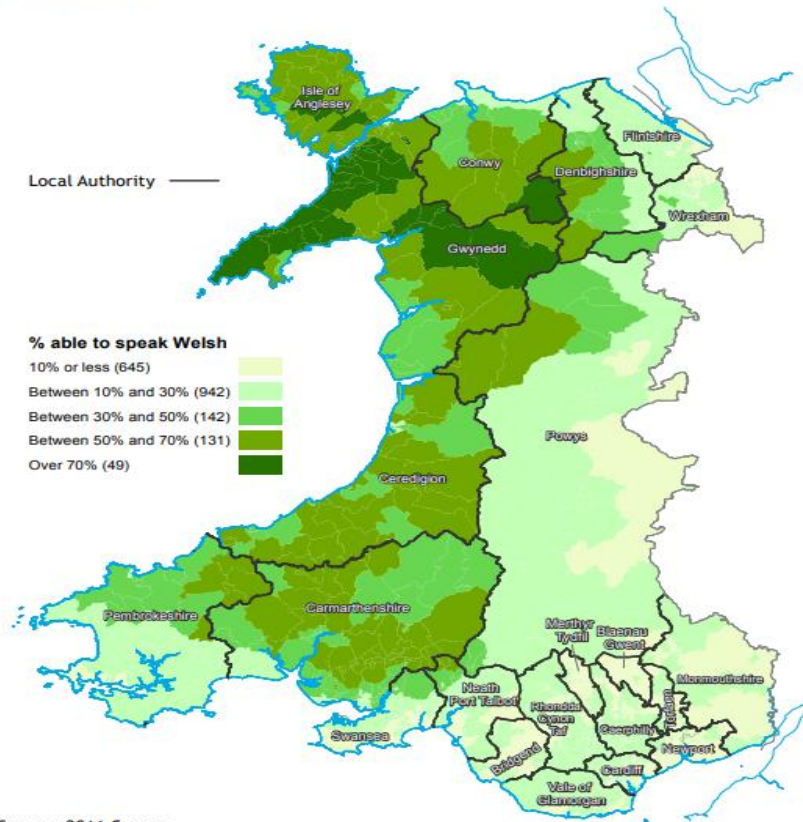 Isle of
Anglesey
Flintshire
Conwy
Denbighshire
Local Authority
Wrexham
Gwynedd
% able to speak Welsh
10% or less (645)
Between 10% and 30% (942)
Between 30% and 50% (142)
Between 50% and 70% (131)
Over 70% (49)
Powys
Ceredigion
Pembrokeshire
Carmarthenshire
Merthyr
Tydfil
Blaenau
Gwent
Monmouthshire
Neath
Port Talbot
Rhondda
Cynon
Taf
Torfaen
Caerphilly
Swansea
Newport
Bridgend
Cardiff
Vale of
Glamorgan